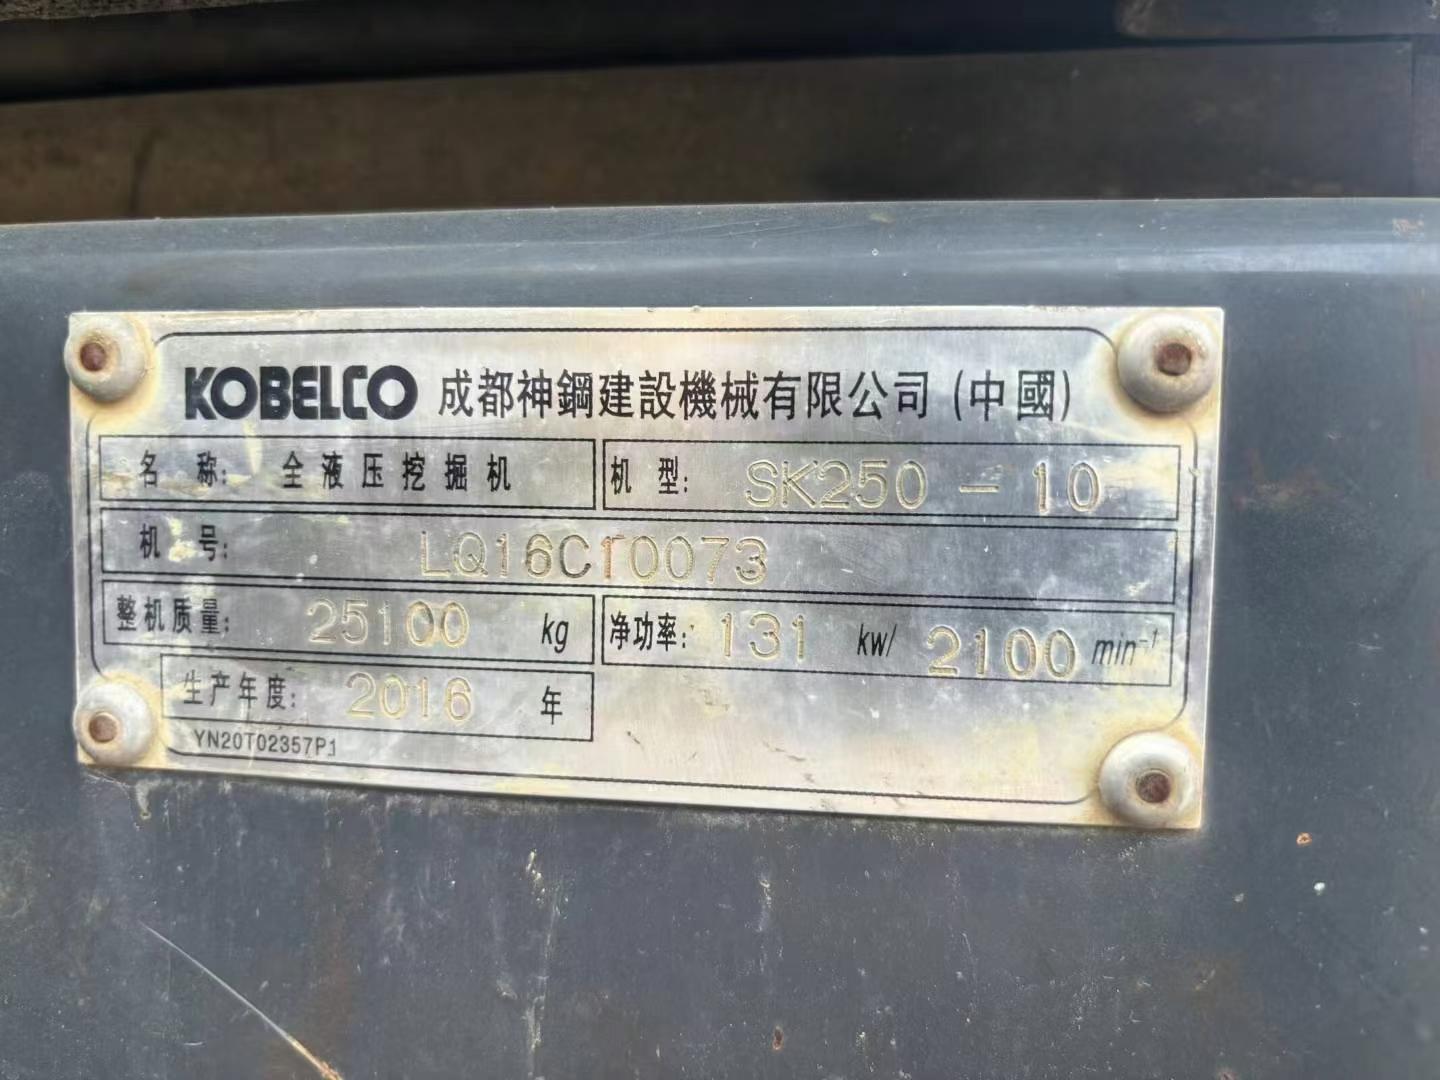 KOBELCO 成都神鋼建設機械有限公司 (中國)
名 称: 全液压挖掘机 机 型: SK250-10
机 号: LQ16C10073
整机质量: 25100 kg 净功率: 131 kw/ 2100 min⁻¹
生产年度: 2016 年
YN20T02357P1